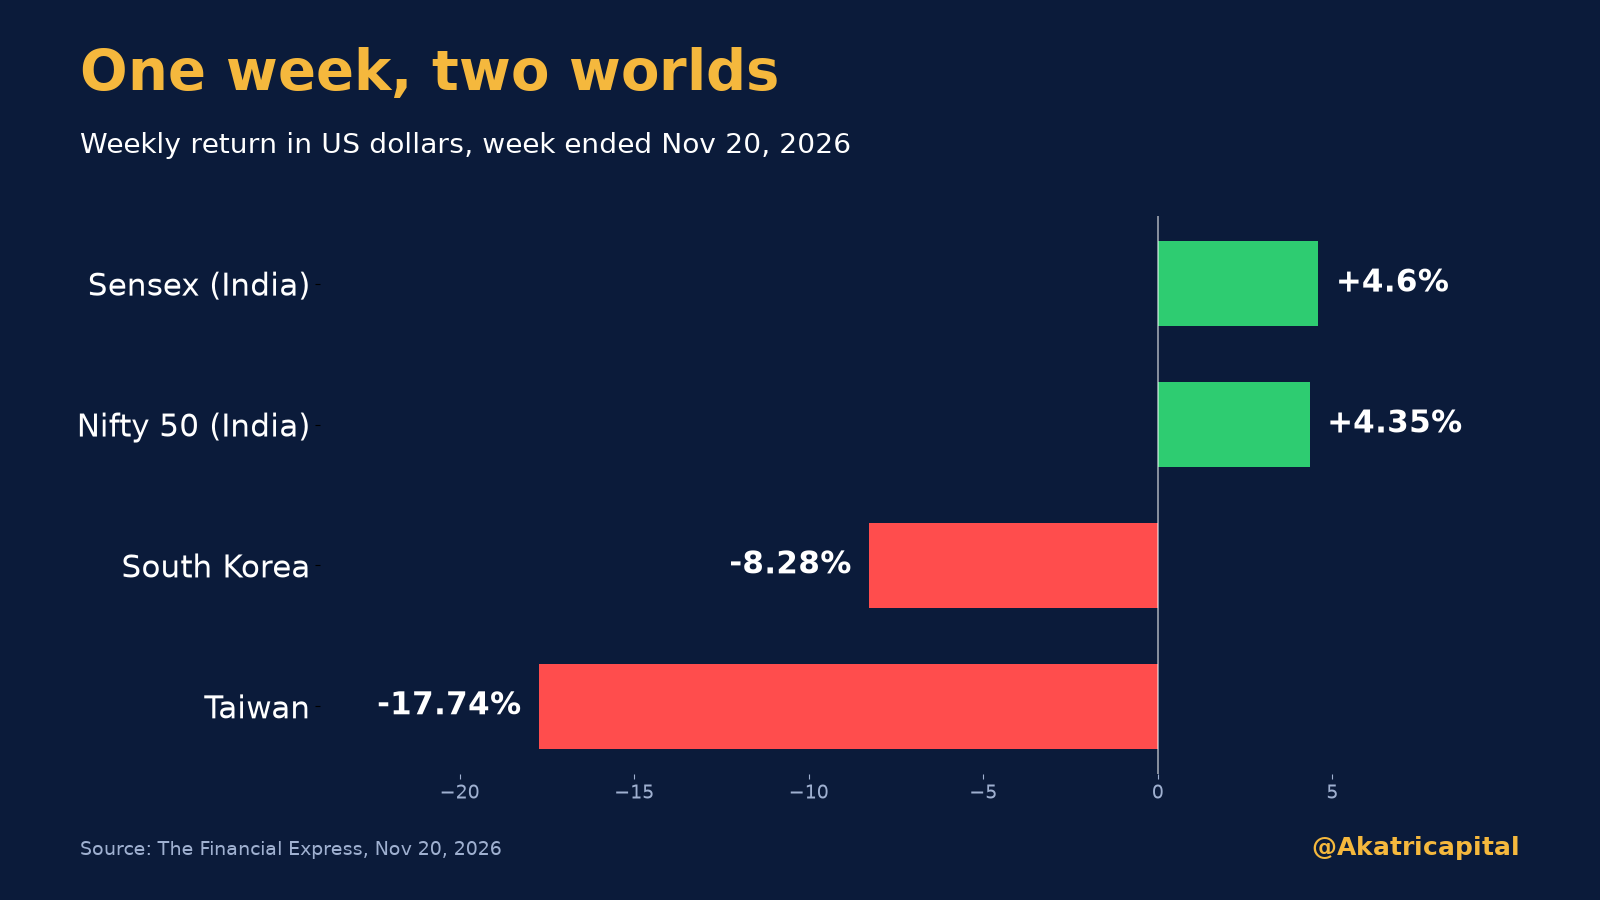 One week, two worlds
Weekly return in US dollars, week ended Nov 20, 2026
Sensex (India)
+4.6%
Nifty 50 (India)
+4.35%
South Korea
-8.28%
Taiwan
-17.74%
−20 −15 −10 −5 0 5
Source: The Financial Express, Nov 20, 2026
@Akatricapital